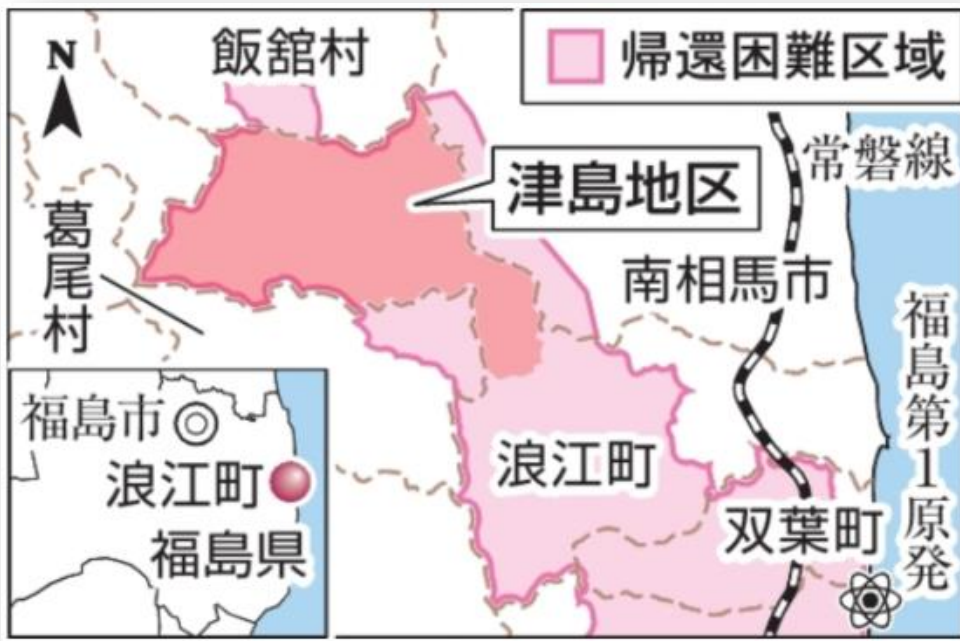 N
飯舘村
帰還困難区域
常磐線
津島地区
葛尾村
南相馬市
福島第1原発
浪江町
双葉町
福島市
浪江町
福島県